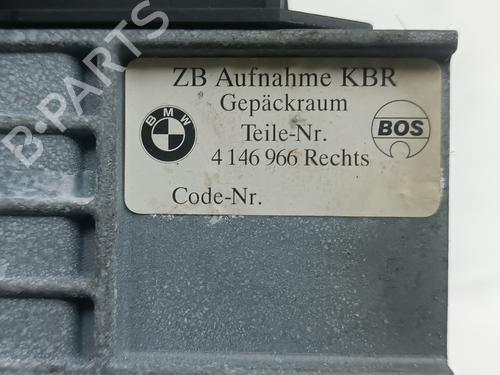 ZB Aufnahme KBR
Gepäckraum
Teile-Nr.
4 146 966 Rechts
Code-Nr.
BMW
BOS
B-PARTS